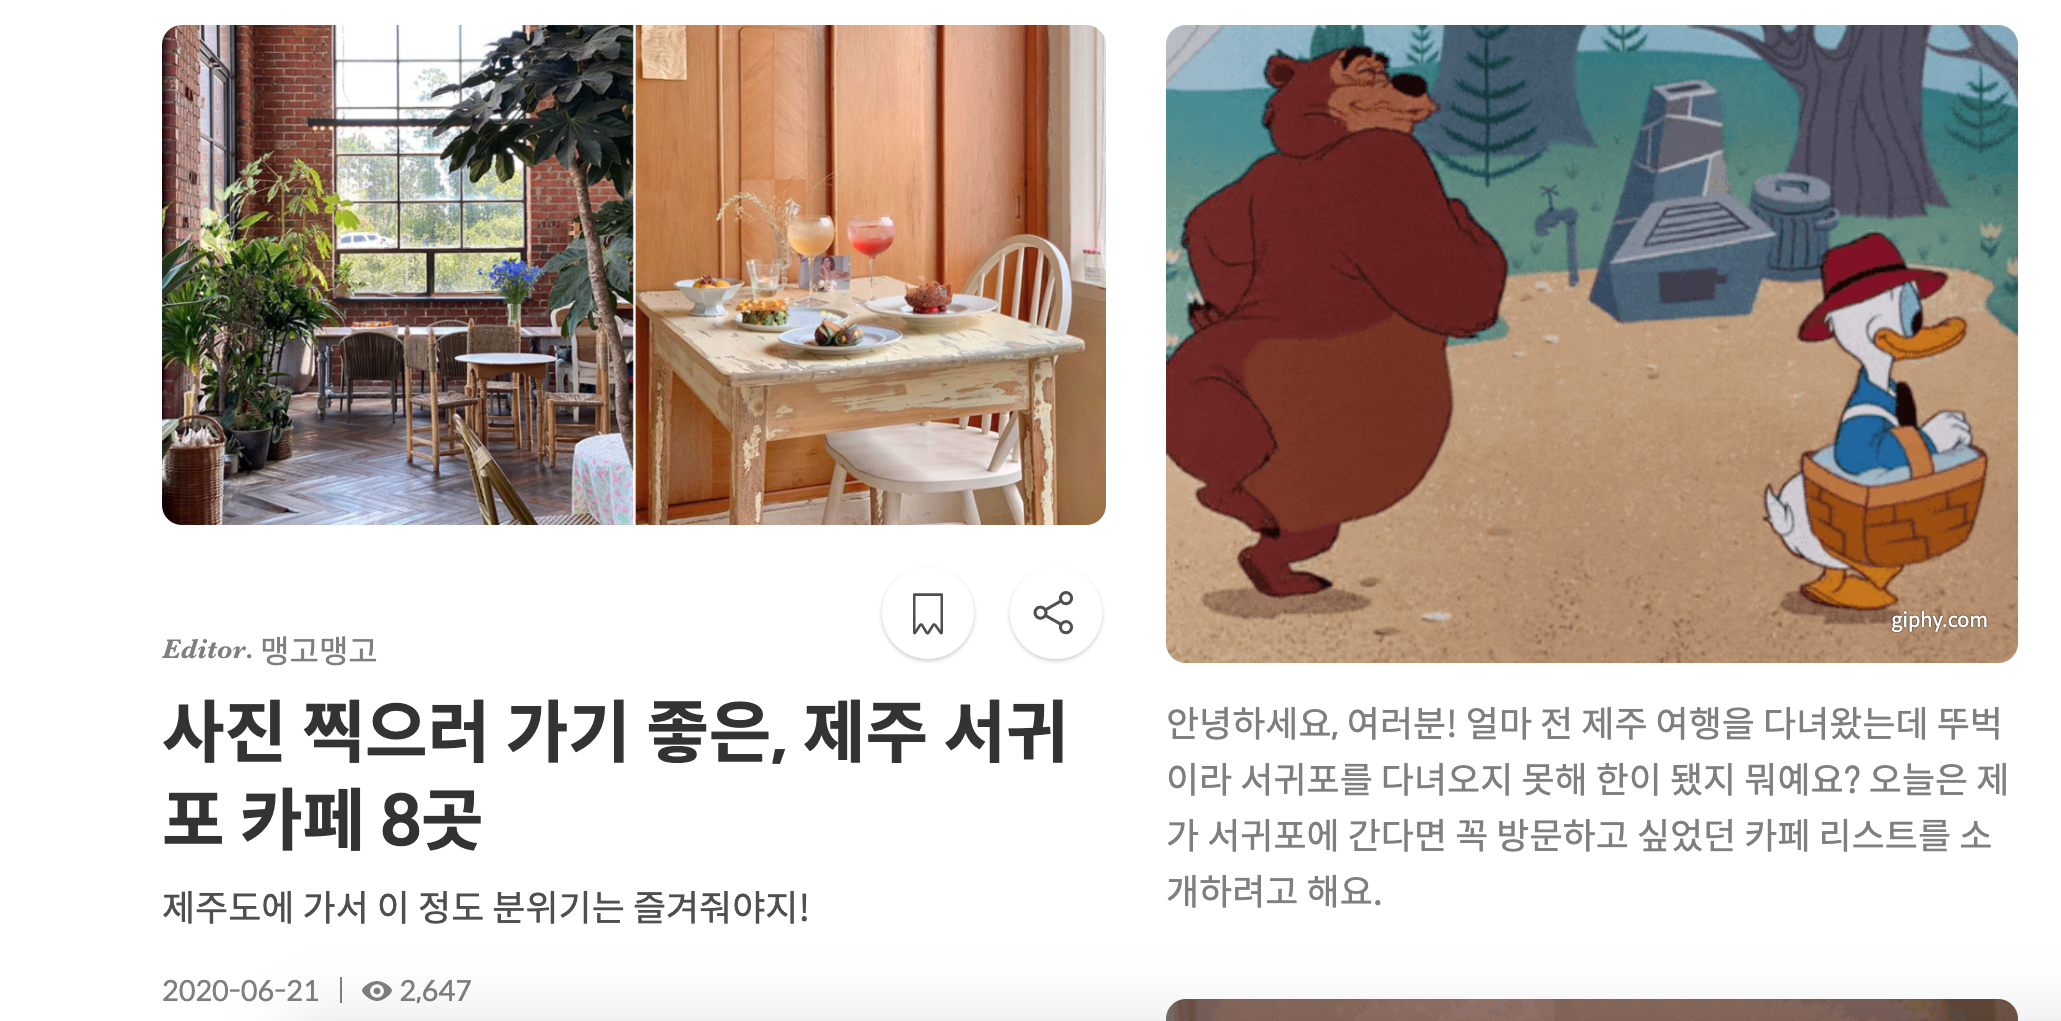 Editor. 맹고맹고
사진 찍으러 가기 좋은, 제주 서귀
포 카페 8곳
제주도에 가서 이 정도 분위기는 즐겨줘야지!
2020-06-21 | 2,647
giphy.com
안녕하세요, 여러분! 얼마 전 제주 여행을 다녀왔는데 뚜벅
이라 서귀포를 다녀오지 못해 한이 됐지 뭐예요? 오늘은 제
가 서귀포에 간다면 꼭 방문하고 싶었던 카페 리스트를 소
개하려고 해요.